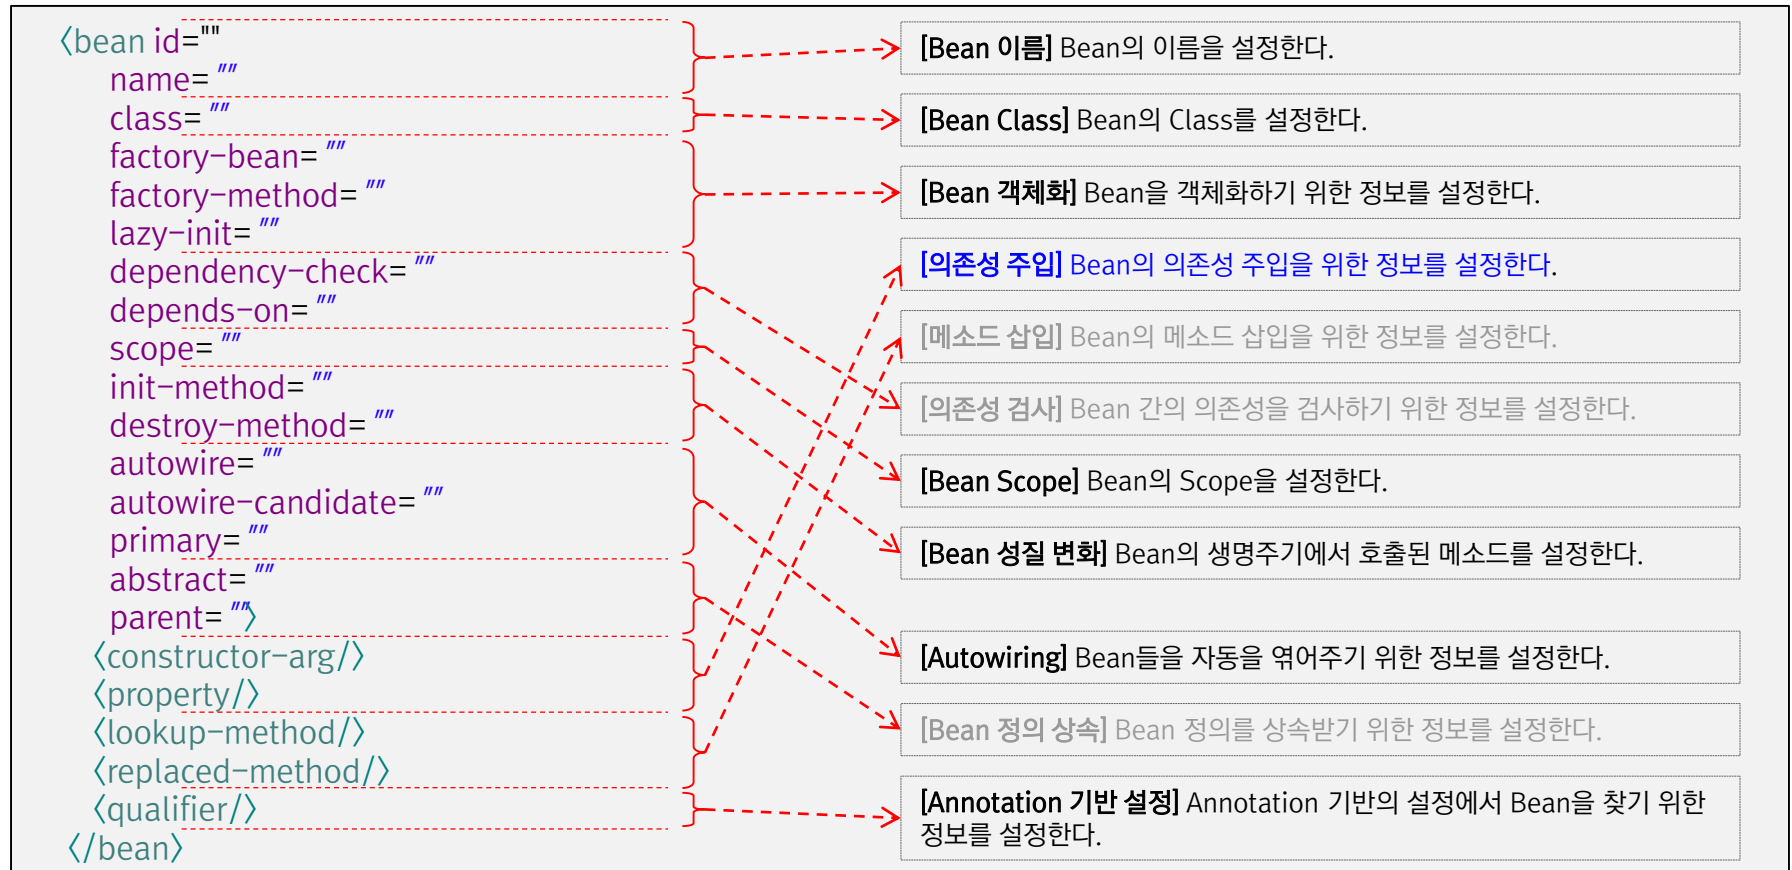 〈bean id=""
name=""
class=""
factory-bean=""
factory-method=""
lazy-init=""
dependency-check=""
depends-on=""
scope=""
init-method=""
destroy-method=""
autowire=""
autowire-candidate=""
primary=""
abstract=""
parent=""〉
〈constructor-arg/〉
〈property/〉
〈lookup-method/〉
〈replaced-method/〉
〈qualifier/〉
〈/bean〉
[Bean 이름] Bean의 이름을 설정한다.
[Bean Class] Bean의 Class를 설정한다.
[Bean 객체화] Bean을 객체화하기 위한 정보를 설정한다.
[의존성 주입] Bean의 의존성 주입을 위한 정보를 설정한다.
[메소드 삽입] Bean의 메소드 삽입을 위한 정보를 설정한다.
[의존성 검사] Bean 간의 의존성을 검사하기 위한 정보를 설정한다.
[Bean Scope] Bean의 Scope을 설정한다.
[Bean 성질 변화] Bean의 생명주기에서 호출된 메소드를 설정한다.
[Autowiring] Bean들을 자동을 엮어주기 위한 정보를 설정한다.
[Bean 정의 상속] Bean 정의를 상속받기 위한 정보를 설정한다.
[Annotation 기반 설정] Annotation 기반의 설정에서 Bean을 찾기 위한
정보를 설정한다.